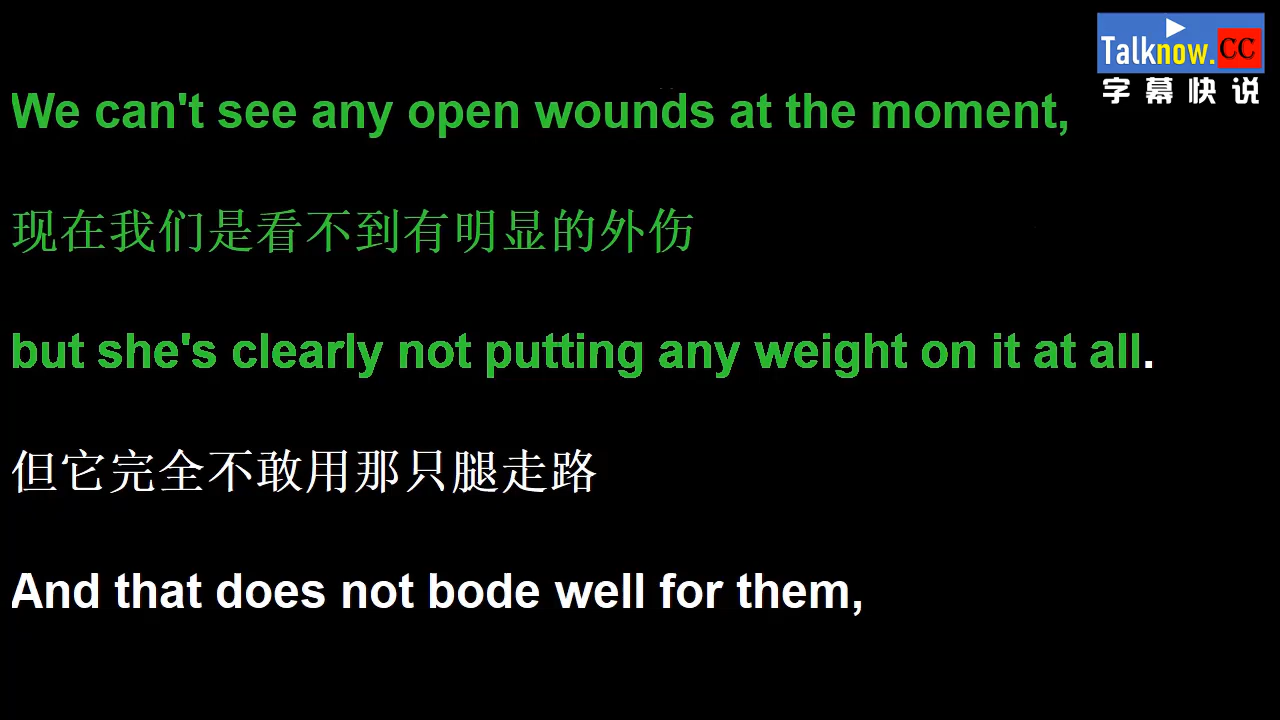 Talknow.CC
字幕快说
We can't see any open wounds at the moment,
现在我们是看不到有明显的外伤
but she's clearly not putting any weight on it at all.
但它完全不敢用那只腿走路
And that does not bode well for them,